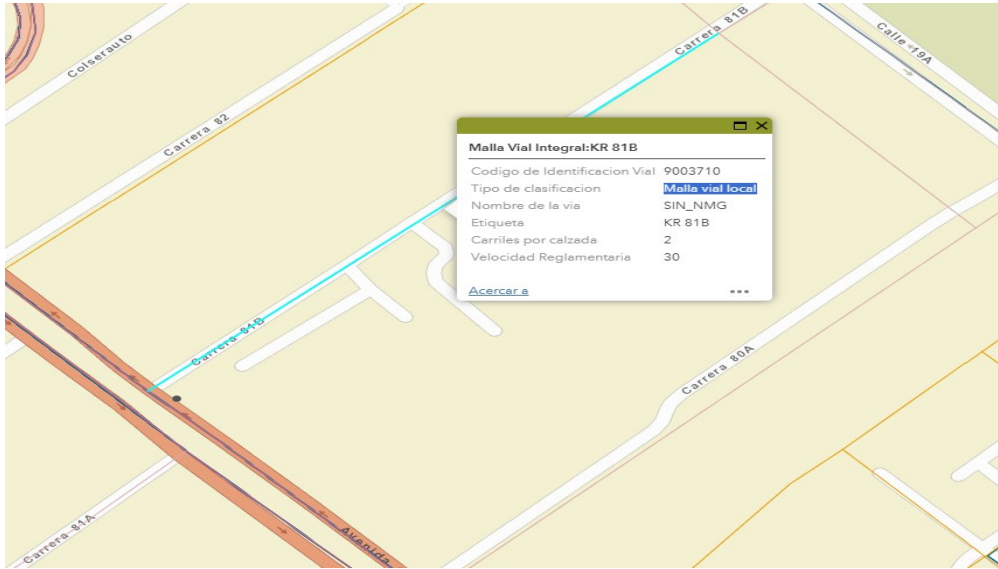 Colserauto
Carrera 82
Carrera 81B
Calle 19A
Malla Vial Integral:KR 81B
Codigo de Identificacion Vial 9003710
Tipo de clasificacion Malla vial local
Nombre de la via SIN_NMG
Etiqueta KR 81B
Carriles por calzada 2
Velocidad Reglamentaria 30
Acercar a
Carrera 81B
Carrera 80A
Carrera 81A
Avenida